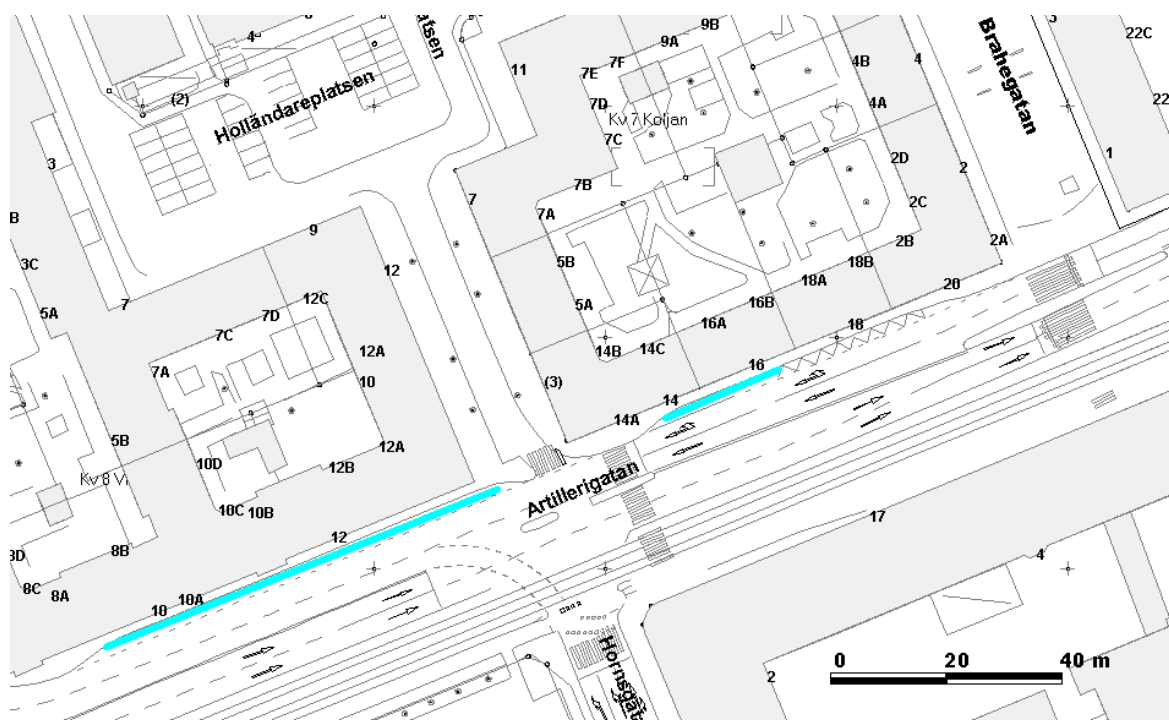 4
9B
3
22C
9A
11
7F
7E
4B
4
Brahegatan
(2)
Holländareplatsen
7D
4A
22
Kv 7 Koljan
7C
3
2D
1
2
7B
7
2C
B
7A
9
2B
2A
3C
5B
12
18B
18A
20
7
12C
5A
16B
5A
7D
16A
18
7C
14B
14C
12A
16
7A
10
(3)
14
14A
5B
12A
10D
12B
Artillerigatan
Kv 8 Vi
10C
10B
17
12
8B
4
8C
8A
10
10A
Hornsgat
0
20
40 m
2